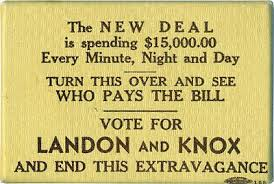 The NEW DEAL
is spending $15,000.00
Every Minute, Night and Day
TURN THIS OVER AND SEE
WHO PAYS THE BILL
VOTE FOR
LANDON AND KNOX
AND END THIS EXTRAVAGANCE